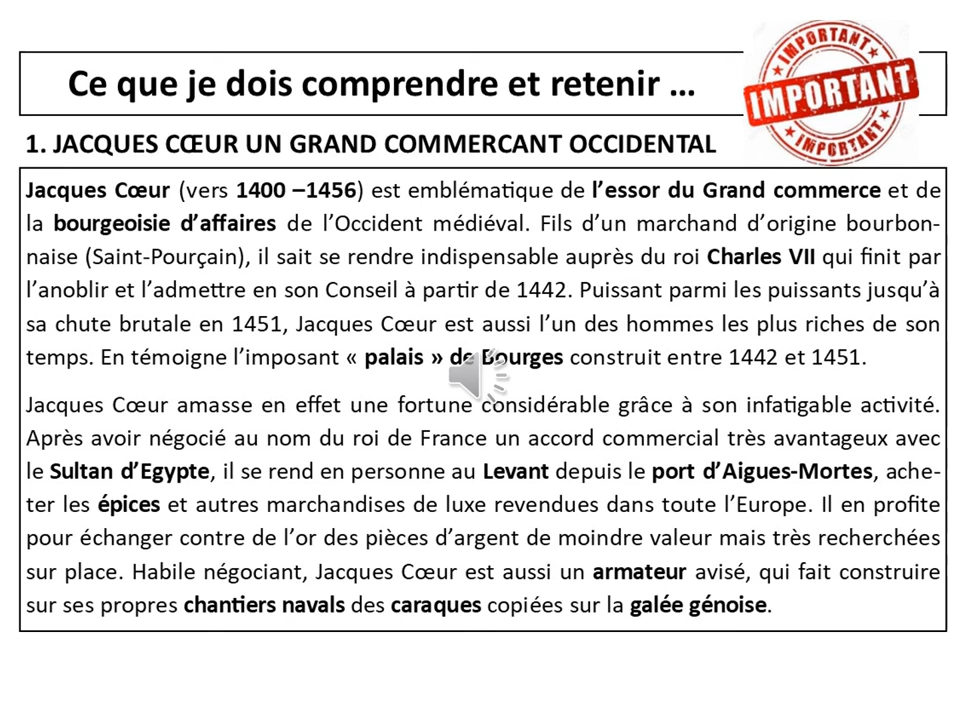 Ce que je dois comprendre et retenir …
IMPORTANT
IMPORTANT
IMPORTANT
1. JACQUES CŒUR UN GRAND COMMERCANT OCCIDENTAL
Jacques Cœur (vers 1400 –1456) est emblématique de l’essor du Grand commerce et de
la bourgeoisie d’affaires de l’Occident médiéval. Fils d’un marchand d’origine bourbon-
naise (Saint-Pourçain), il sait se rendre indispensable auprès du roi Charles VII qui finit par
l’anoblir et l’admettre en son Conseil à partir de 1442. Puissant parmi les puissants jusqu’à
sa chute brutale en 1451, Jacques Cœur est aussi l’un des hommes les plus riches de son
temps. En témoigne l’imposant « palais » de Bourges construit entre 1442 et 1451.
Jacques Cœur amasse en effet une fortune considérable grâce à son infatigable activité.
Après avoir négocié au nom du roi de France un accord commercial très avantageux avec
le Sultan d’Egypte, il se rend en personne au Levant depuis le port d’Aigues-Mortes, ache-
ter les épices et autres marchandises de luxe revendues dans toute l’Europe. Il en profite
pour échanger contre de l’or des pièces d’argent de moindre valeur mais très recherchées
sur place. Habile négociant, Jacques Cœur est aussi un armateur avisé, qui fait construire
sur ses propres chantiers navals des caraques copiées sur la galée génoise.